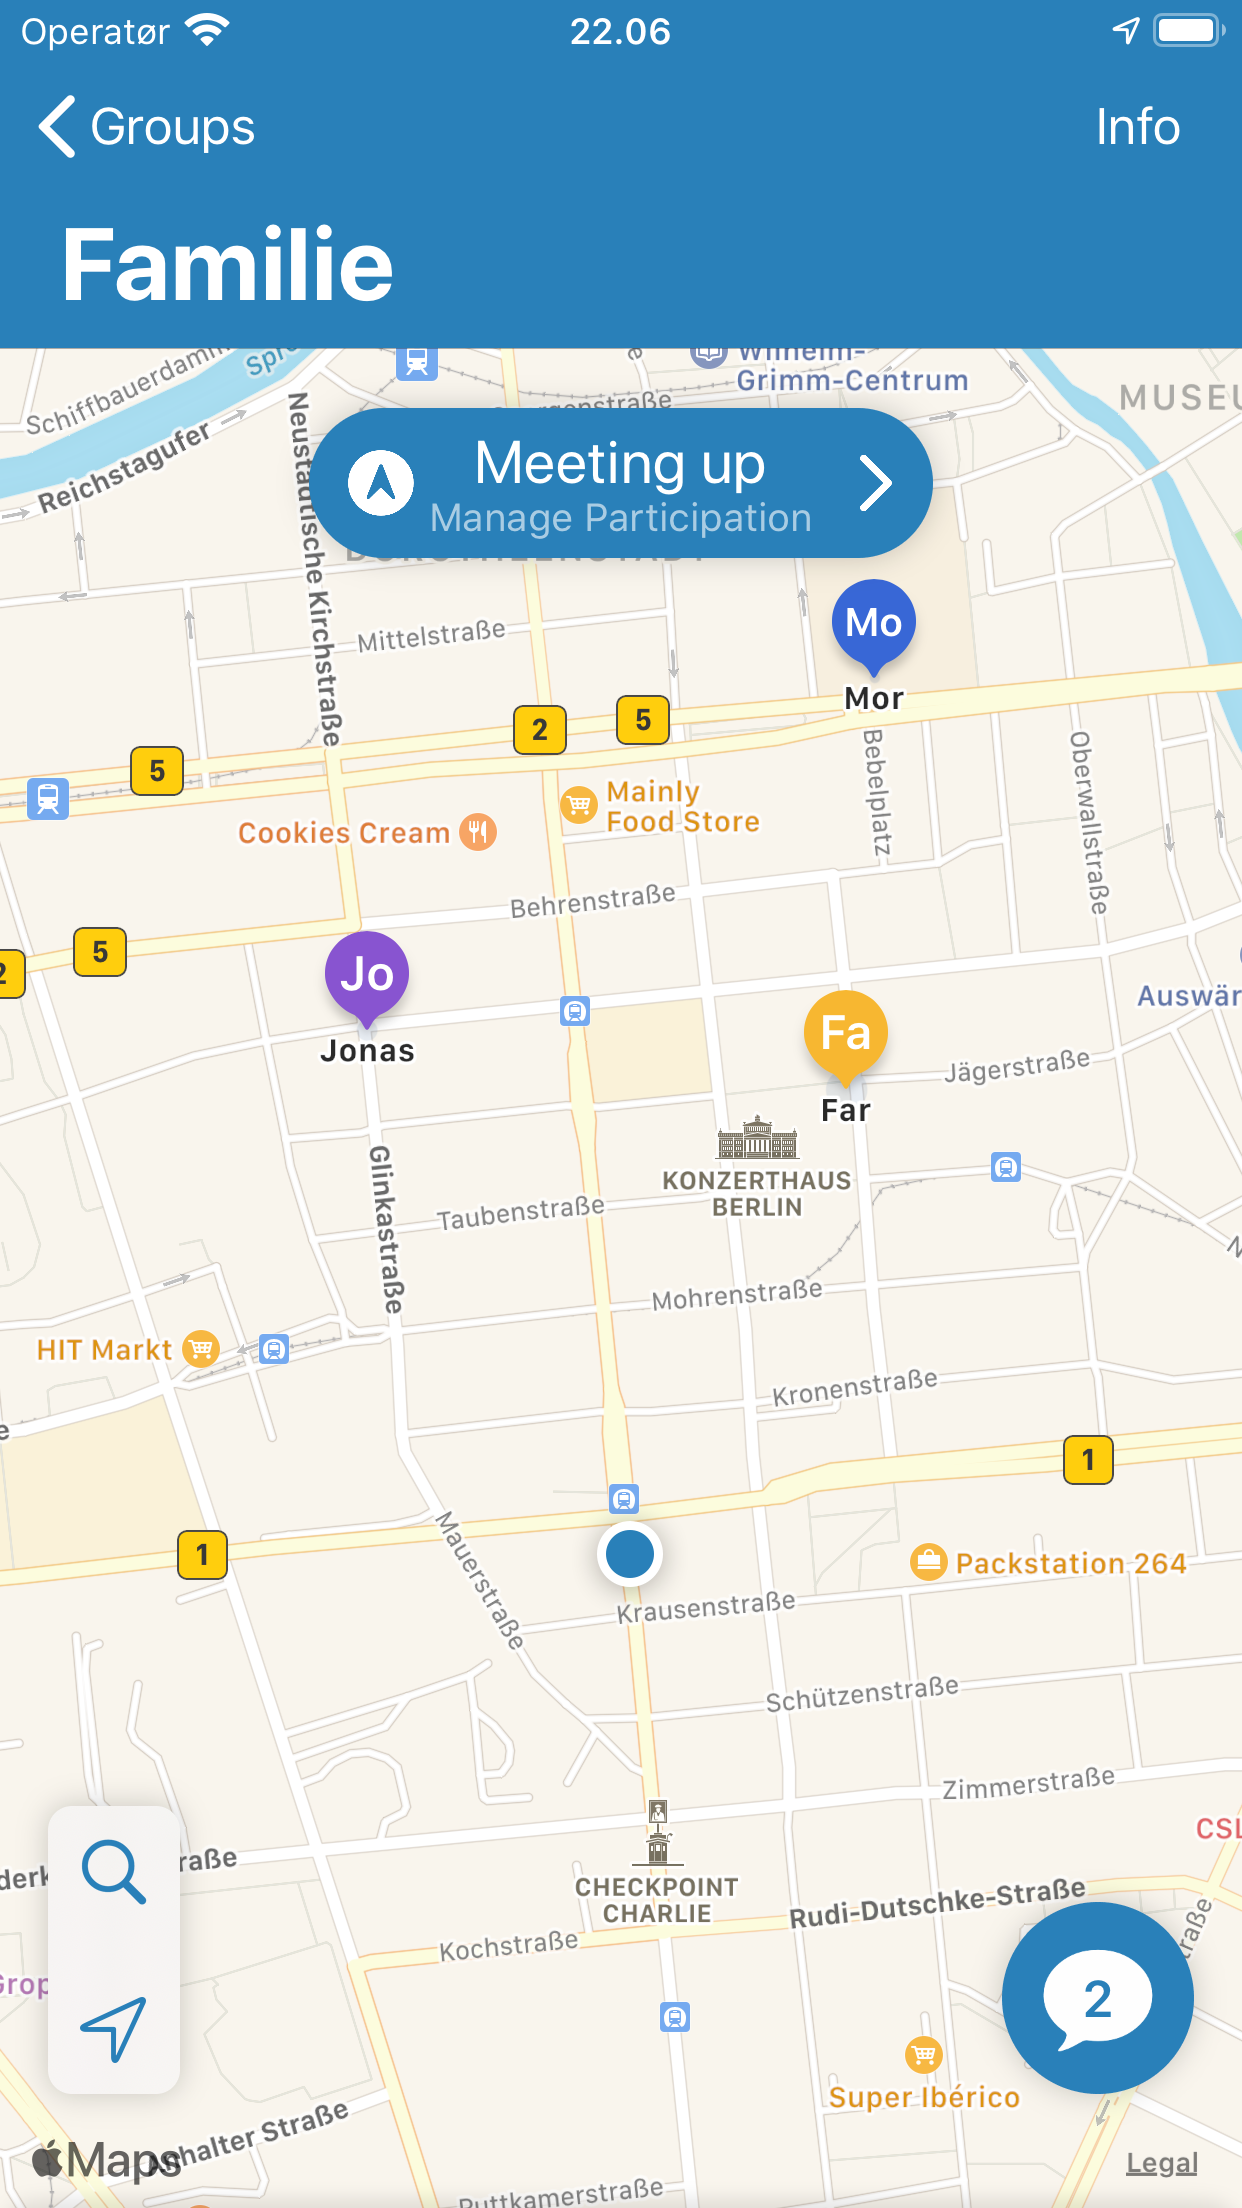 Operatør
22.06
Groups
Info
Familie
Schiffbauerdamm
Wilhelm-
Grimm-Centrum
Reichstagufer
Neustädtische Kirchstraße
Meeting up
Manage Participation
Mittelstraße
Mo
Mor
2
5
5
Mainly
Food Store
Cookies Cream
Bebelplatz
Oberwallstraße
Behrenstraße
5
2
Jo
Jonas
Fa
Far
Jägerstraße
Glinkastraße
KONZERTHAUS
BERLIN
Taubenstraße
Mohrenstraße
HIT Markt
Kronenstraße
1
1
Mauerstraße
Packstation 264
Krausenstraße
Schützenstraße
Zimmerstraße
CHECKPOINT
CHARLIE
Rudi-Dutschke-Straße
Kochstraße
2
Super Ibérico
Anhalter Straße
Maps
Legal
Puttkamerstraße